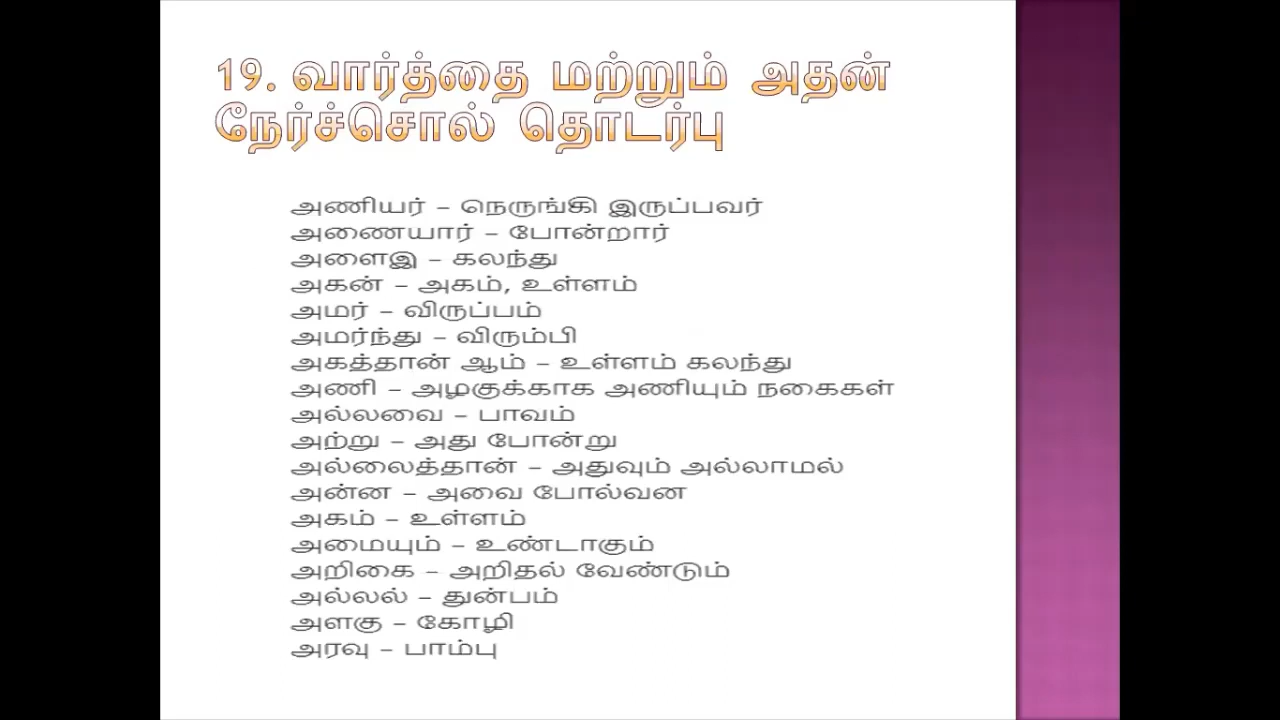 19. வார்த்தை மற்றும் அதன்
நேர்ச்சொல் தொடர்பு
அணியர் – நெருங்கி இருப்பவர்
அணையார் – போன்றார்
அளைஇ – கலந்து
அகன் – அகம், உள்ளம்
அமர் – விருப்பம்
அமர்ந்து – விரும்பி
அகத்தான் ஆம் – உள்ளம் கலந்து
அணி – அழகுக்காக அணியும் நகைகள்
அல்லவை – பாவம்
அற்று – அது போன்று
அல்லைத்தான் – அதுவும் அல்லாமல்
அன்ன – அவை போல்வன
அகம் – உள்ளம்
அமையும் – உண்டாகும்
அறிகை – அறிதல் வேண்டும்
அல்லல் – துன்பம்
அளகு – கோழி
அரவு – பாம்பு